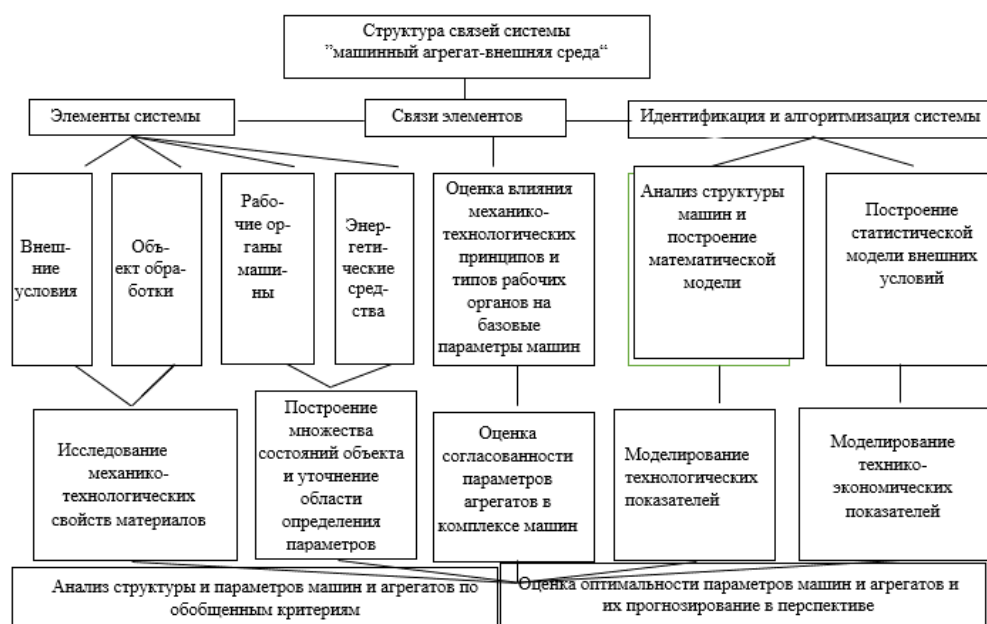 Структура связей системы
”машинный агрегат-внешняя среда“
Элементы системы
Связи элементов
Идентификация и алгоритмизация системы
Внеш-
ние
условия
Объ-
ект обра-
ботки
Рабо-
чие ор-
ганы
маши-
ны
Энер-
гети-
ческие
сред-
ства
Оценка влияния
механико-
технологических
принципов и
типов рабочих
органов на
базовые
параметры машин
Анализ структуры
машин и
построение
математической
модели
Построение
статистической
модели внешних
условий
Исследование
механико-
технологических
свойств материалов
Построение
множества
состояний объекта
и уточнение
области
определения
параметров
Оценка
согласованности
параметров
агрегатов в
комплексе машин
Моделирование
технологических
показателей
Моделирование
технико-
экономических
показателей
Анализ структуры и параметров машин и агрегатов по
обобщенным критериям
Оценка оптимальности параметров машин и агрегатов и
их прогнозирование в перспективе